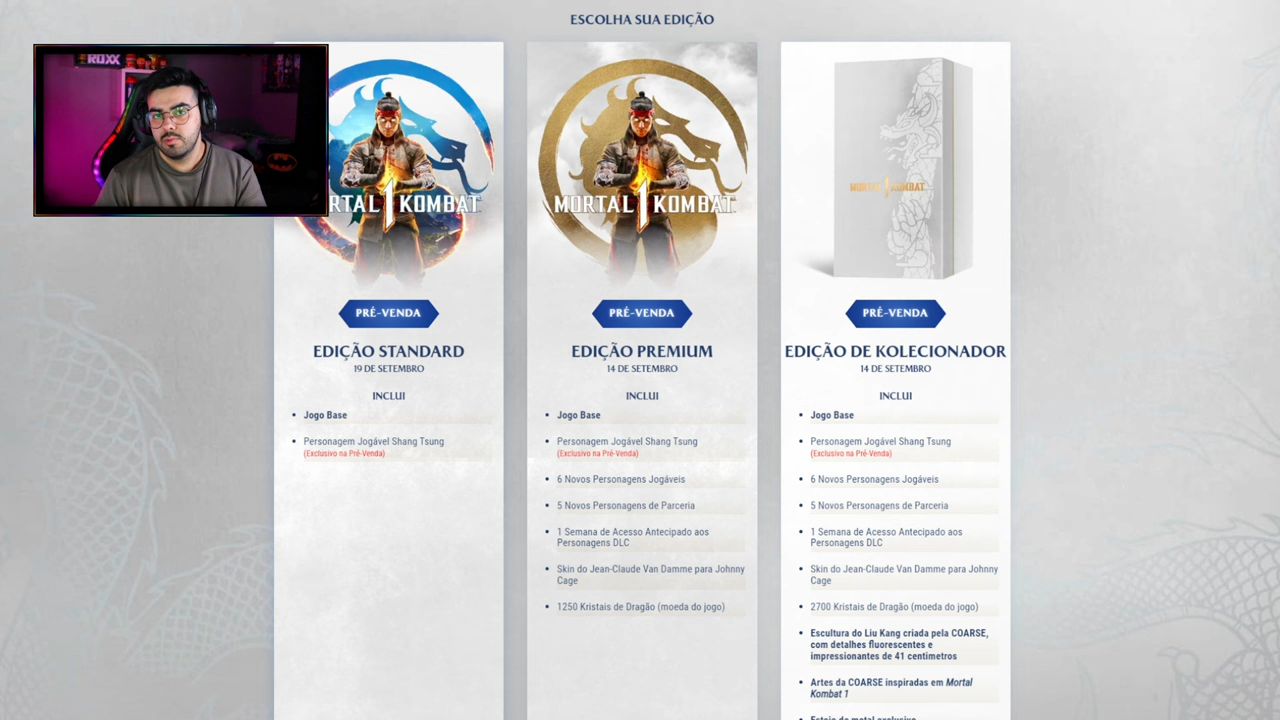 ESCOLHA SUA EDIÇÃO
ROXX
RTAL 1 KOMBAT
PRÉ-VENDA
EDIÇÃO STANDARD
19 DE SETEMBRO
INCLUI
• Jogo Base
• Personagem Jogável Shang Tsung
(Exclusivo na Pré-Venda)
MORTAL 1 KOMBAT
PRÉ-VENDA
EDIÇÃO PREMIUM
14 DE SETEMBRO
INCLUI
• Jogo Base
• Personagem Jogável Shang Tsung
(Exclusivo na Pré-Venda)
• 6 Novos Personagens Jogáveis
• 5 Novos Personagens de Parceria
• 1 Semana de Acesso Antecipado aos
Personagens DLC
• Skin do Jean-Claude Van Damme para Johnny
Cage
• 1250 Kristais de Dragão (moeda do jogo)
MORTAL 1 KOMBAT
PRÉ-VENDA
EDIÇÃO DE KOLECIONADOR
14 DE SETEMBRO
INCLUI
• Jogo Base
• Personagem Jogável Shang Tsung
(Exclusivo na Pré-Venda)
• 6 Novos Personagens Jogáveis
• 5 Novos Personagens de Parceria
• 1 Semana de Acesso Antecipado aos
Personagens DLC
• Skin do Jean-Claude Van Damme para Johnny
Cage
• 2700 Kristais de Dragão (moeda do jogo)
• Escultura do Liu Kang criada pela COARSE,
com detalhes fluorescentes e
impressionantes de 41 centímetros
• Artes da COARSE inspiradas em Mortal
Kombat 1